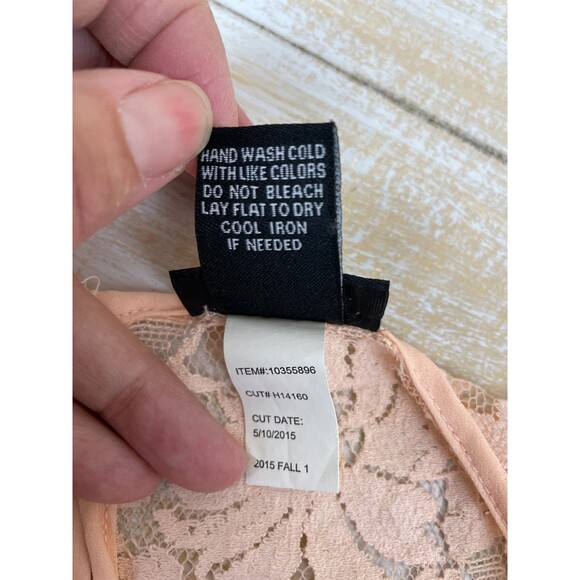 HAND WASH COLD
WITH LIKE COLORS
DO NOT BLEACH
LAY FLAT TO DRY
COOL IRON
IF NEEDED
ITEM#:10355896
CUT# H14160
CUT DATE:
5/10/2015
2015 FALL 1